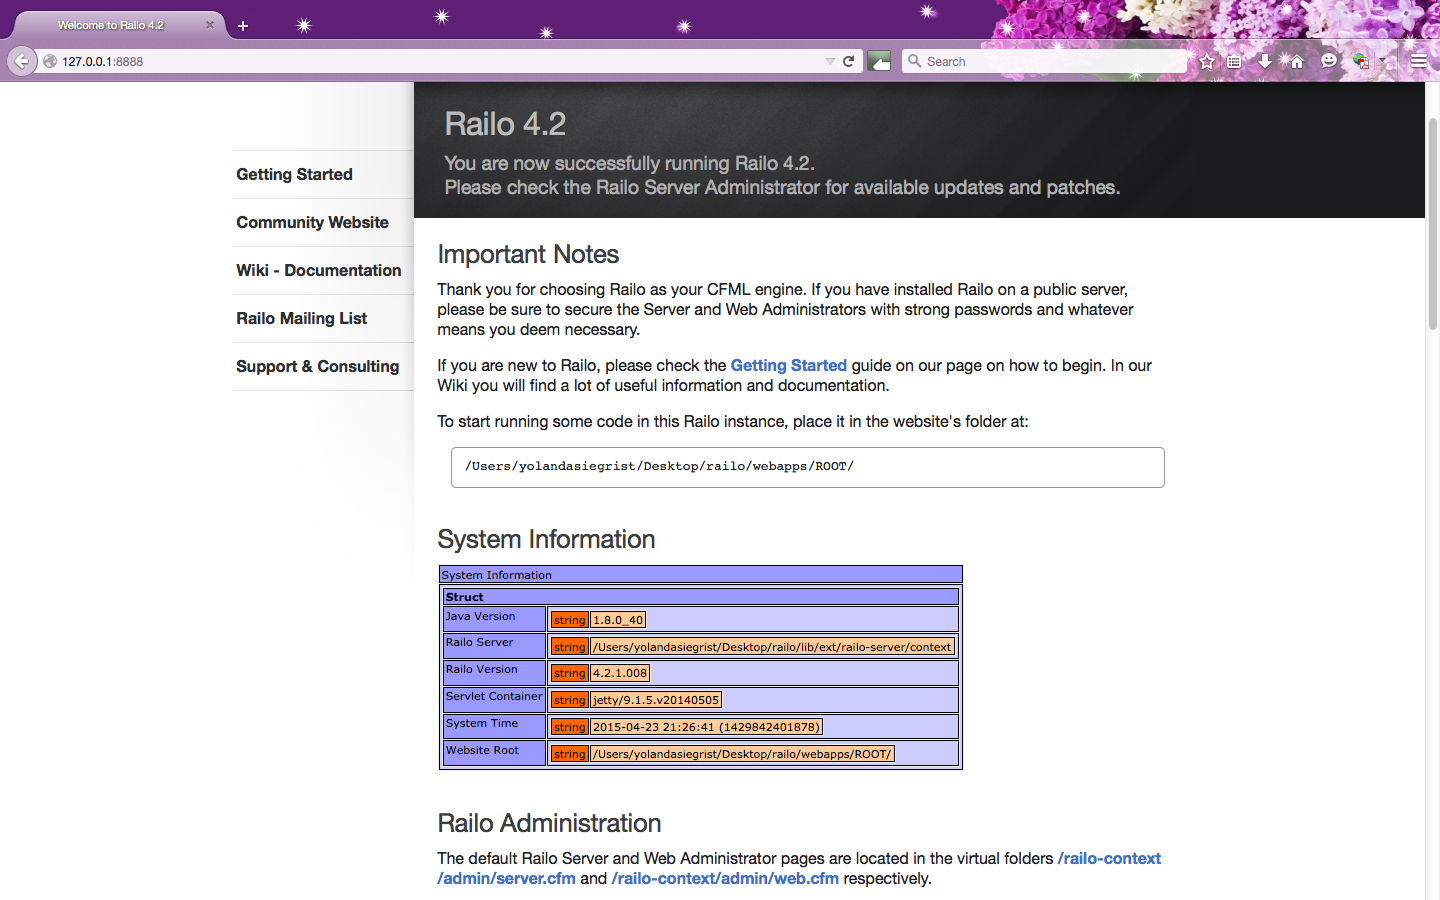 Welcome to Railo 4.2
127.0.0.1:8888
Search
Getting Started
Community Website
Wiki - Documentation
Railo Mailing List
Support & Consulting
Railo 4.2
You are now successfully running Railo 4.2.
Please check the Railo Server Administrator for available updates and patches.
Important Notes
Thank you for choosing Railo as your CFML engine. If you have installed Railo on a public server,
please be sure to secure the Server and Web Administrators with strong passwords and whatever
means you deem necessary.
If you are new to Railo, please check the Getting Started guide on our page on how to begin. In our
Wiki you will find a lot of useful information and documentation.
To start running some code in this Railo instance, place it in the website's folder at:
/Users/yolandasiegrist/Desktop/railo/webapps/ROOT/
System Information
System Information
Struct
Java Version string 1.8.0_40
Railo Server string /Users/yolandasiegrist/Desktop/railo/lib/ext/railo-server/context
Railo Version string 4.2.1.008
Servlet Container string jetty/9.1.5.v20140505
System Time string 2015-04-23 21:26:41 (1429842401878)
Website Root string /Users/yolandasiegrist/Desktop/railo/webapps/ROOT/
Railo Administration
The default Railo Server and Web Administrator pages are located in the virtual folders /railo-context
/admin/server.cfm and /railo-context/admin/web.cfm respectively.